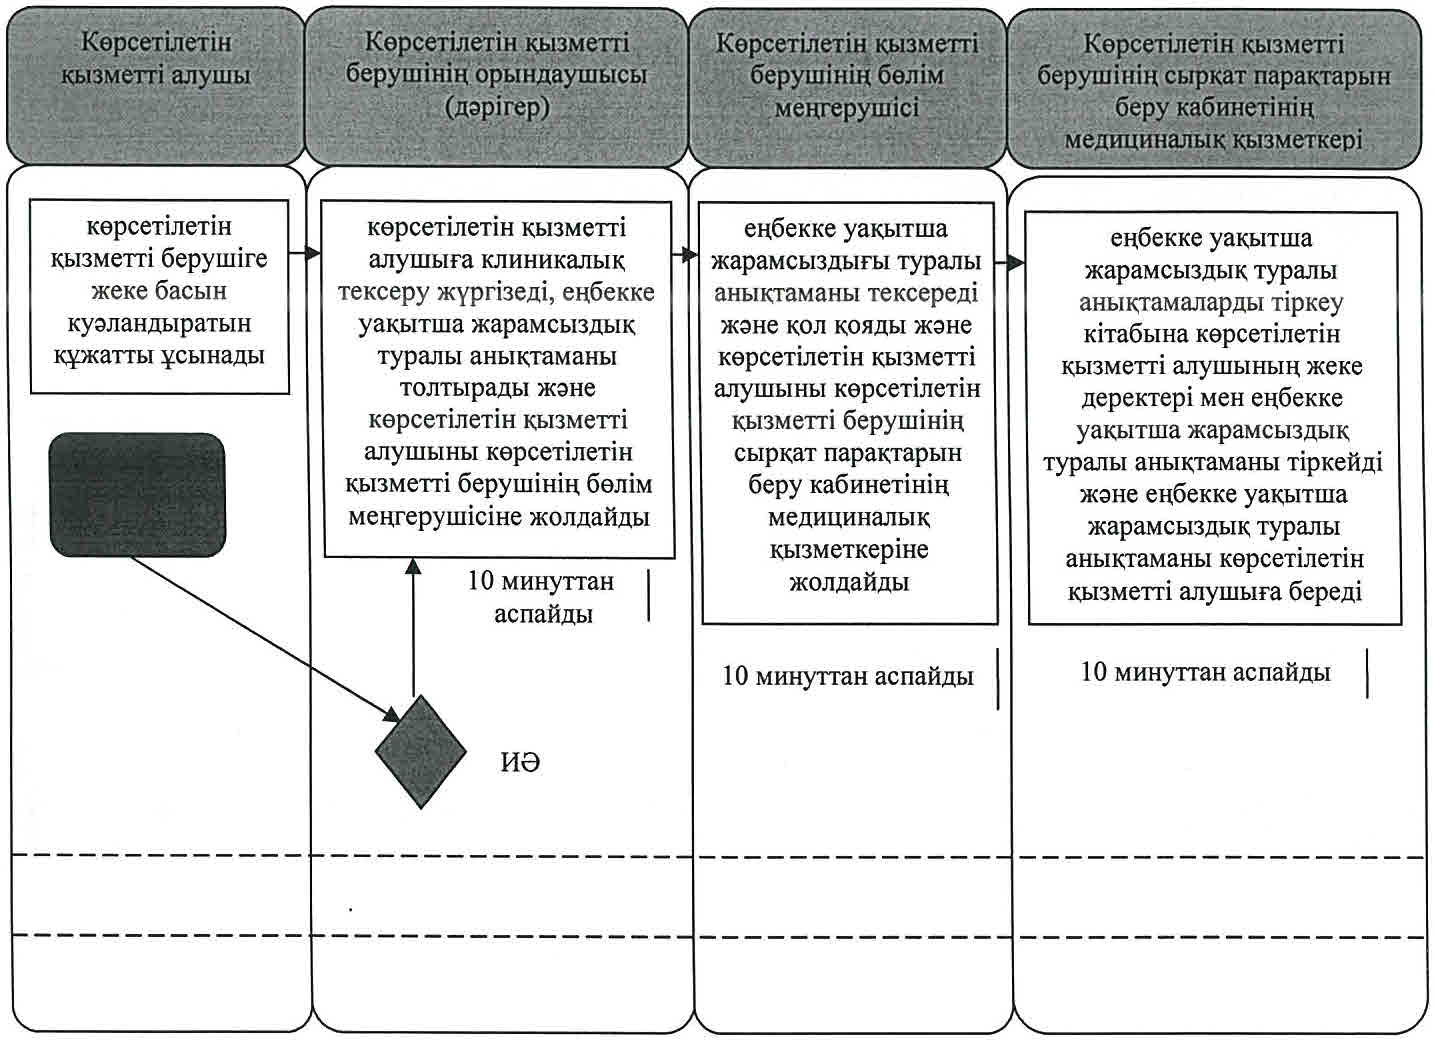 Көрсетілетін
қызметті алушы
Көрсетілетін қызметті
берушінің орындаушысы
(дәрігер)
Көрсетілетін қызметті
берушінің бөлім
меңгерушісі
Көрсетілетін қызметті
берушінің сырқат парақтарын
беру кабинетінің
медициналық қызметкері
көрсетілетін
қызметті берушіге
жеке басын
куәландыратын
құжатты ұсынады
көрсетілетін қызметті
алушыға клиникалық
тексеру жүргізеді, еңбекке
уақытша жарамсыздық
туралы анықтаманы
толтырады және
көрсетілетін қызметті
алушыны көрсетілетін
қызметті берушінің бөлім
меңгерушісіне жолдайды
10 минуттан
аспайды
ИӘ
еңбекке уақытша
жарамсыздығы туралы
анықтаманы тексереді
және қол қояды және
көрсетілетін қызметті
алушыны көрсетілетін
қызметті берушінің
сырқат парақтарын
беру кабинетінің
медициналық
қызметкеріне
жолдайды
10 минуттан аспайды
еңбекке уақытша
жарамсыздық туралы
анықтамаларды тіркеу
кітабына көрсетілетін
қызметті алушының жеке
деректері мен еңбекке
уақытша жарамсыздық
туралы анықтаманы тіркейді
және еңбекке уақытша
жарамсыздық туралы
анықтаманы көрсетілетін
қызметті алушыға береді
10 минуттан аспайды